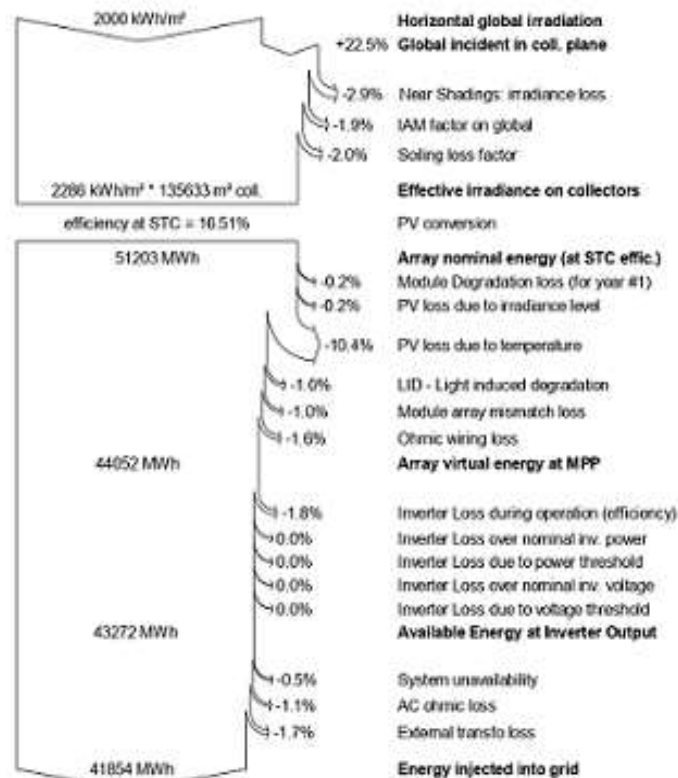 2000 kWh/m² Horizontal global irradiation
+22.5% Global incident in coll. plane
-2.9% Near Shadings: irradiance loss
-1.9% IAM factor on global
-2.0% Soiling loss factor
2286 kWh/m² * 135633 m² coll. Effective irradiance on collectors
efficiency at STC = 16.51% PV conversion
51203 MWh Array nominal energy (at STC effic.)
-0.2% Module Degradation loss (for year #1)
-0.2% PV loss due to irradiance level
-10.4% PV loss due to temperature
-1.0% LID - Light induced degradation
-1.0% Module array mismatch loss
-1.6% Ohmic wiring loss
44052 MWh Array virtual energy at MPP
-1.8% Inverter Loss during operation (efficiency)
0.0% Inverter Loss over nominal inv. power
0.0% Inverter Loss due to power threshold
0.0% Inverter Loss over nominal inv. voltage
0.0% Inverter Loss due to voltage threshold
43272 MWh Available Energy at Inverter Output
-0.5% System unavailability
-1.1% AC ohmic loss
-1.7% External transfo loss
41854 MWh Energy injected into grid